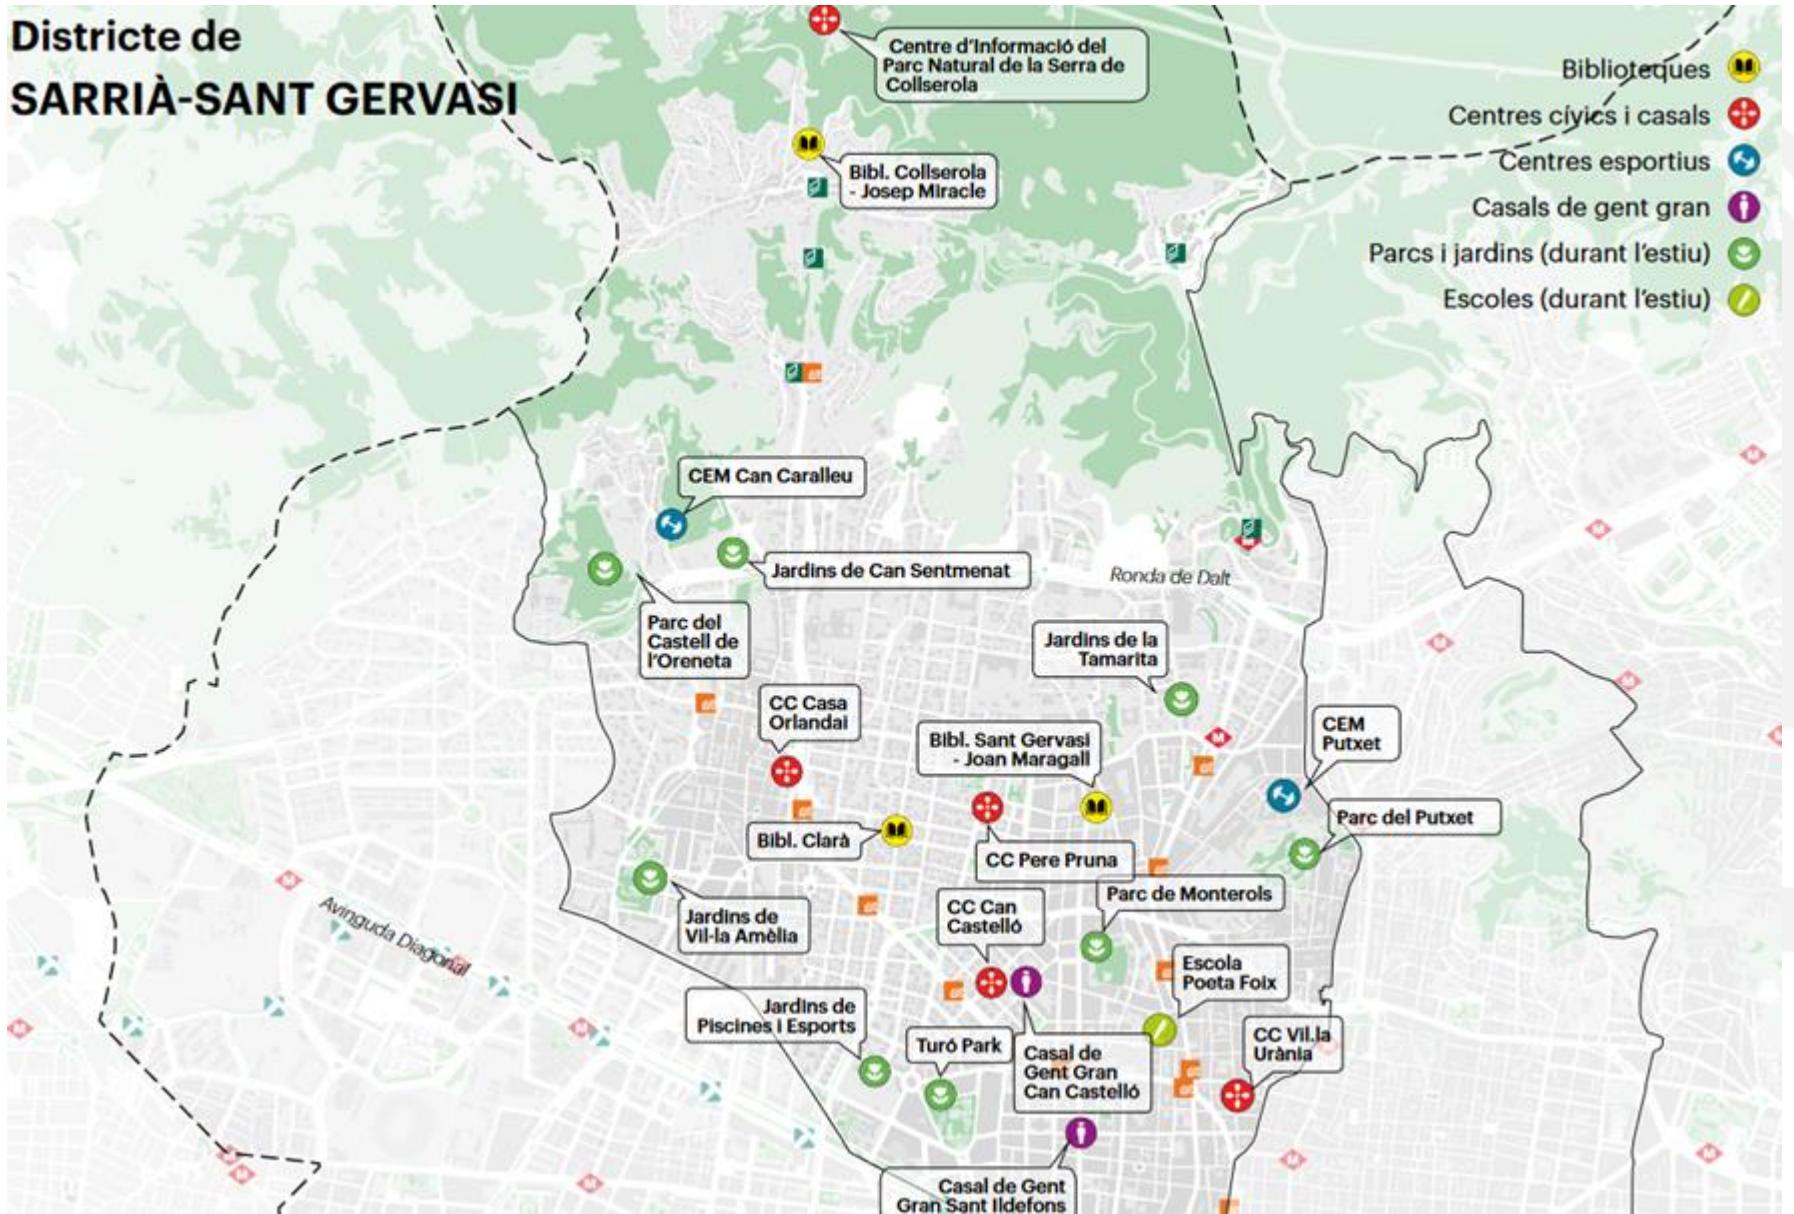 Districte de
SARRIÀ-SANT GERVASI
Centre d'Informació del
Parc Natural de la Serra de
Collserola
Biblioteques
Centres cívics i casals
Centres esportius
Casals de gent gran
Parcs i jardins (durant l'estiu)
Escoles (durant l'estiu)
Bibl. Collserola
- Josep Miracle
CEM Can Caralleu
Jardins de Can Sentmenat
Ronda de Dalt
Parc del
Castell de
l'Oreneta
Jardins de la
Tamarita
CC Casa
Orlandai
Bibl. Sant Gervasi
- Joan Maragall
CEM
Putxet
Parc del Putxet
Bibl. Clarà
CC Pere Pruna
Parc de Monterols
Jardins de
Vil·la Amèlia
CC Can
Castelló
Avinguda Diagonal
Escola
Poeta Foix
Jardins de
Piscines i Esports
Turó Park
Casal de
Gent Gran
Can Castelló
CC Vil.la
Urània
Casal de Gent
Gran Sant Ildefons